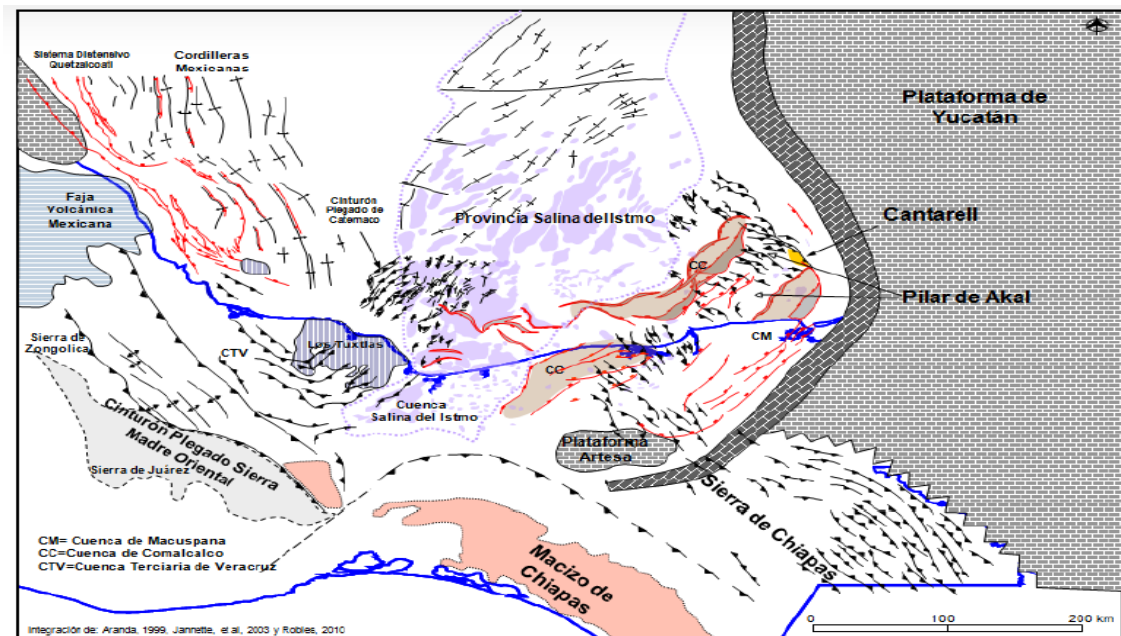 Sistema Distensivo
Quetzalcoatl
Cordilleras
Mexicanas
Plataforma de
Yucatán
Faja
Volcánica
Mexicana
Cinturón
Plegado de
Catemaco
Provincia Salina del Istmo
Cantarell
CC
Pilar de Akal
CM
Sierra de
Zongolica
CTV
Los Tuxtlas
CC
Cuenca
Salina del Istmo
Cinturón Plegado Sierra
Madre Oriental
Sierra de Juárez
Plataforma
Artesa
Sierra de Chiapas
Macizo de
Chiapas
CM= Cuenca de Macuspana
CC=Cuenca de Comalcalco
CTV=Cuenca Terciaria de Veracruz
Integración de: Aranda, 1999, Jannette, et al, 2003 y Robles, 2010
0 100 200 km